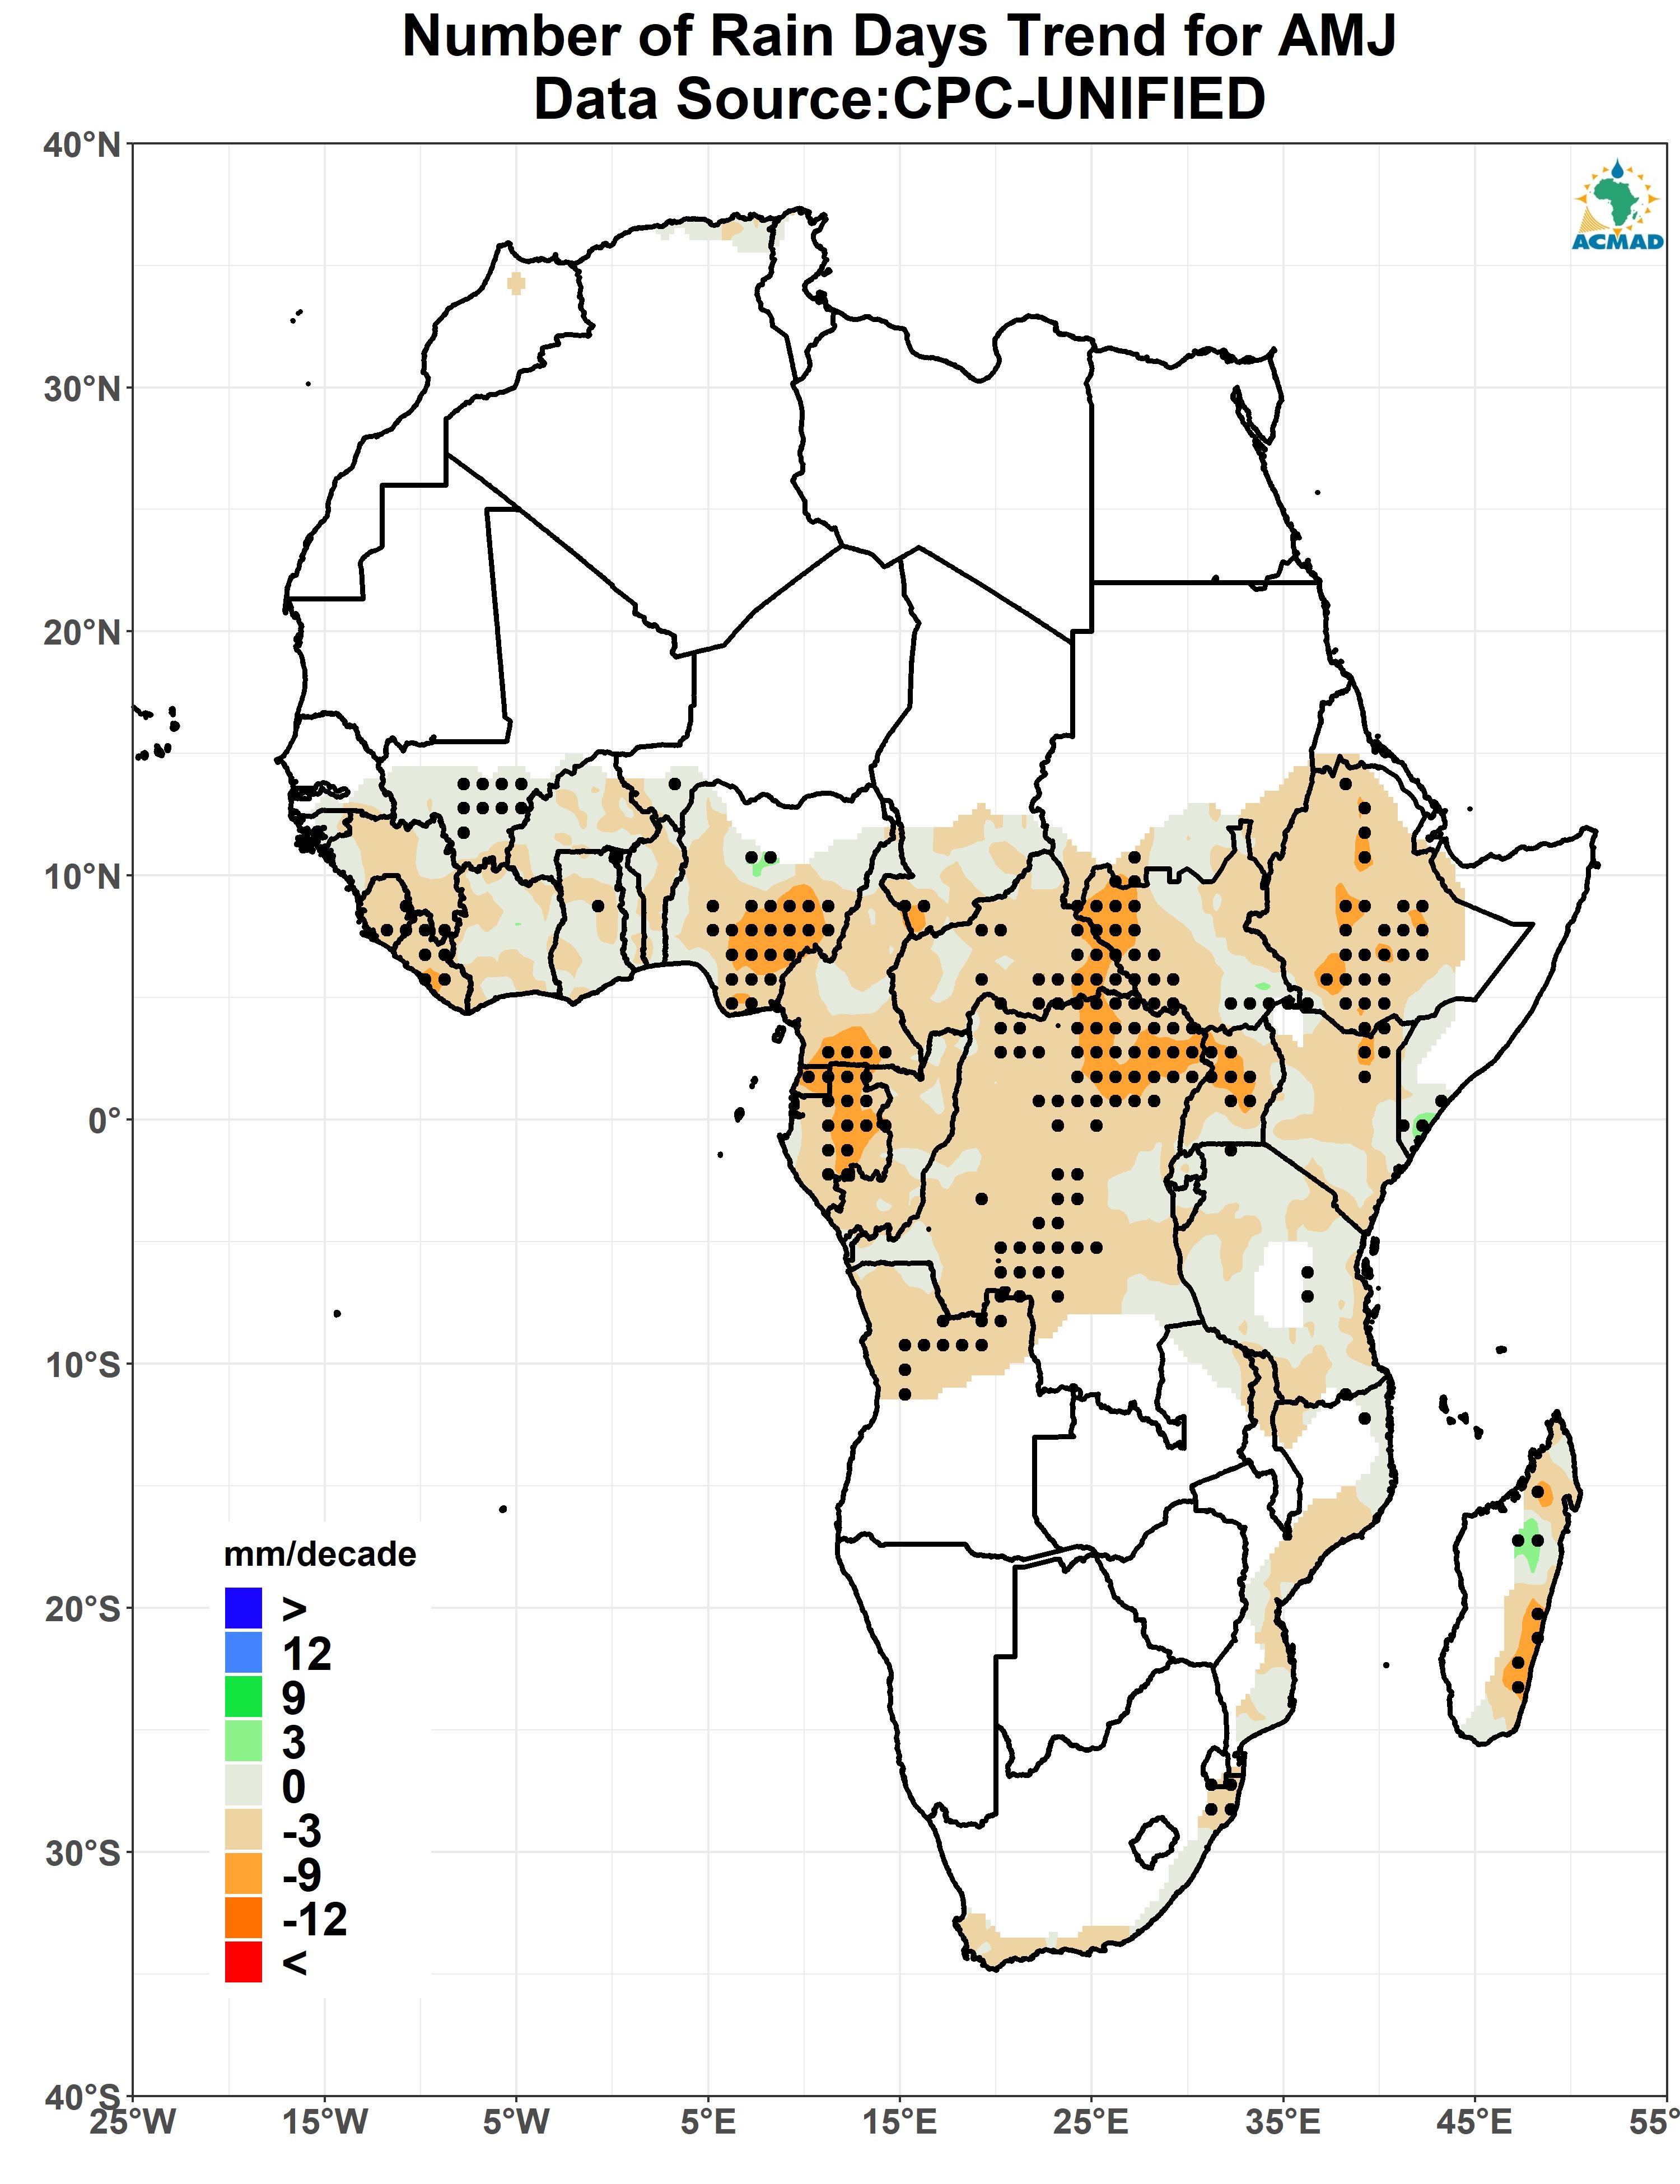 Number of Rain Days Trend for AMJ
Data Source:CPC-UNIFIED
40°N
ACMAD
30°N
20°N
10°N
0°
10°S
mm/decade
>
12
20°S
9
3
0
-3
30°S
-9
-12
<
40°S
25°W 15°W 5°W 5°E 15°E 25°E 35°E 45°E 55°